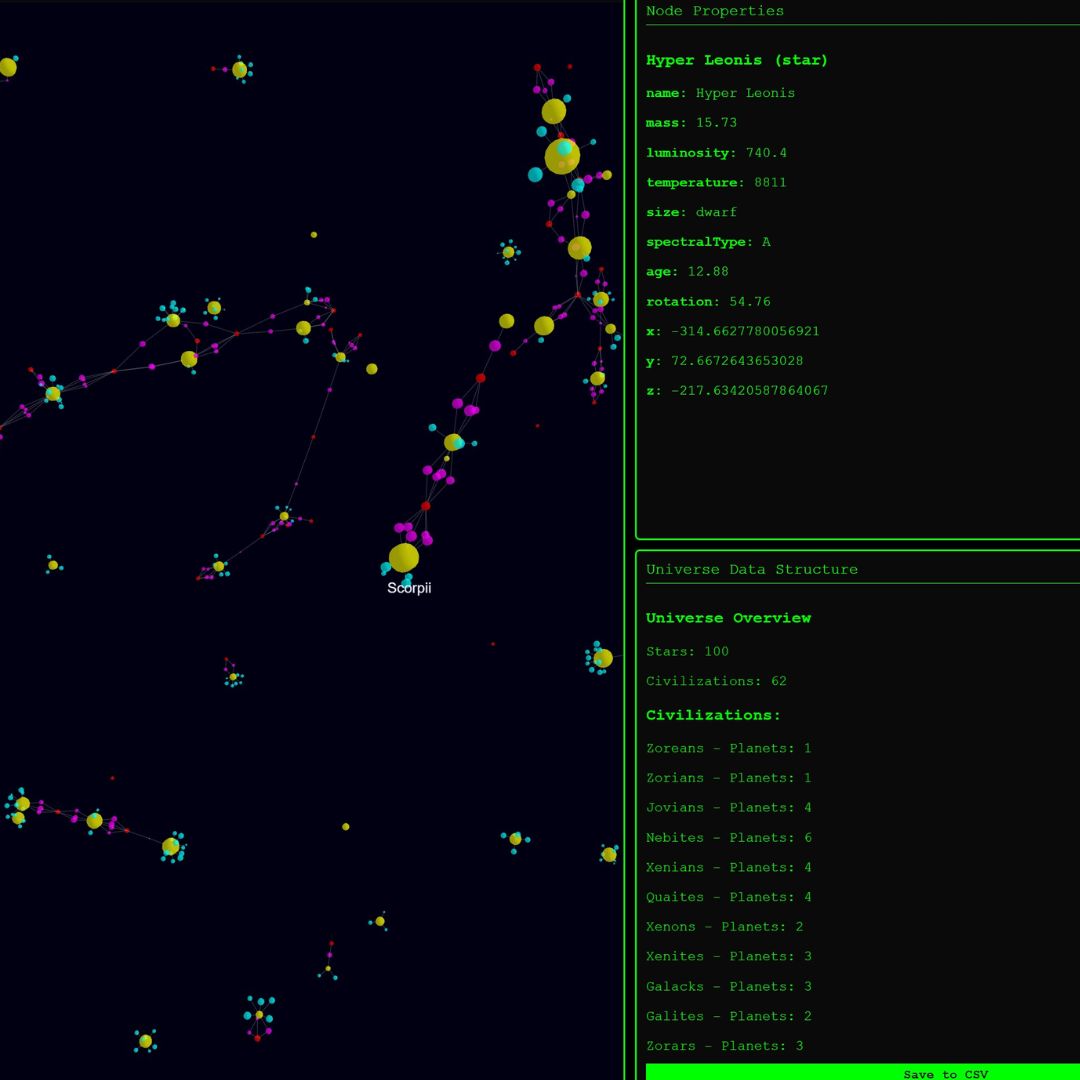 Scorpii
Node Properties
Hyper Leonis (star)
name: Hyper Leonis
mass: 15.73
luminosity: 740.4
temperature: 8811
size: dwarf
spectralType: A
age: 12.88
rotation: 54.76
x: -314.6627780056921
y: 72.6672643653028
z: -217.63420587864067
Universe Data Structure
Universe Overview
Stars: 100
Civilizations: 62
Civilizations:
Zoreans - Planets: 1
Zorians - Planets: 1
Jovians - Planets: 4
Nebites - Planets: 6
Xenians - Planets: 4
Quaites - Planets: 4
Xenons - Planets: 2
Xenites - Planets: 3
Galacks - Planets: 3
Galites - Planets: 2
Zorars - Planets: 3
Save to CSV